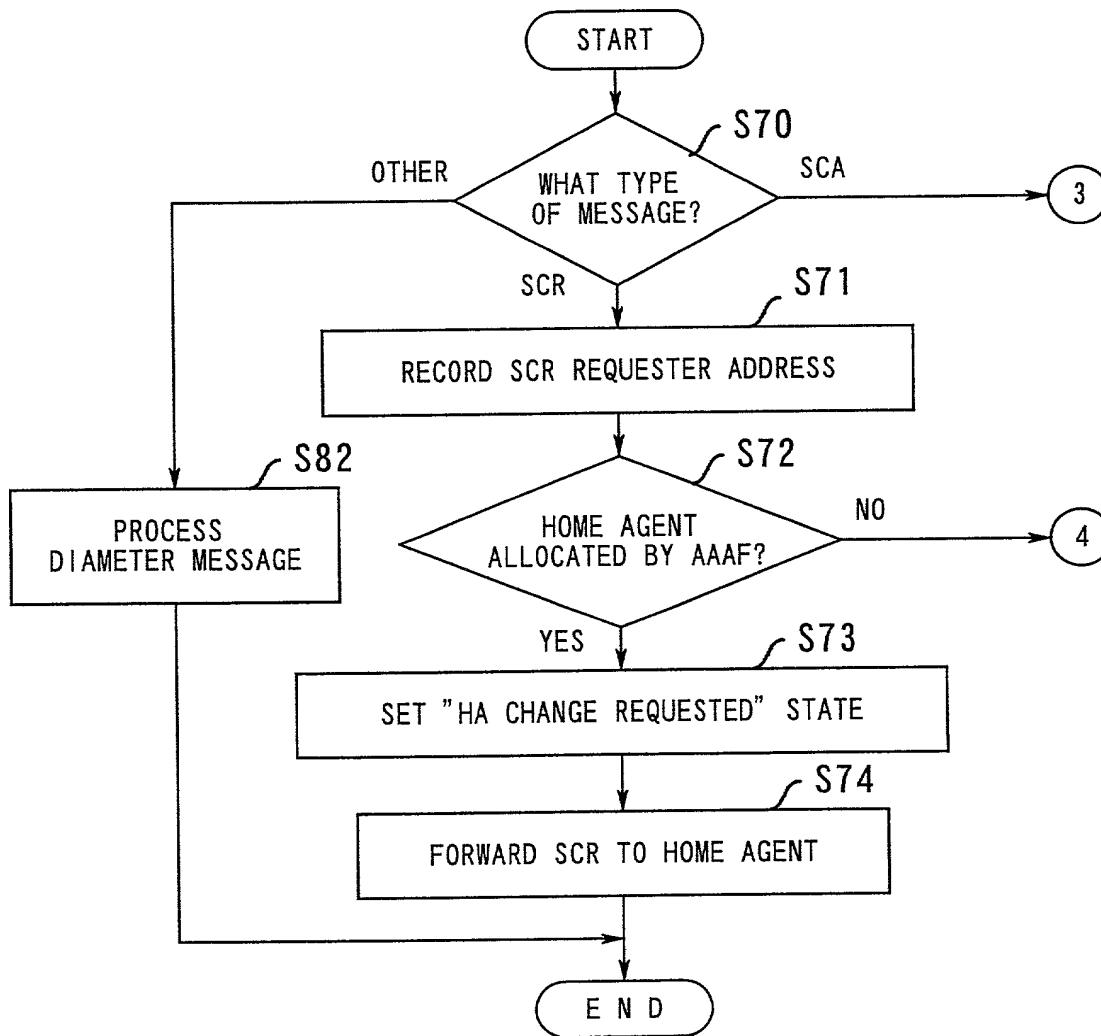 START
S70
OTHER
SCA
WHAT TYPE
OF MESSAGE?
3
SCR
S71
RECORD SCR REQUESTER ADDRESS
S82
S72
PROCESS
DIAMETER MESSAGE
HOME AGENT
ALLOCATED BY AAAF?
NO
4
YES
S73
SET "HA CHANGE REQUESTED" STATE
S74
FORWARD SCR TO HOME AGENT
END